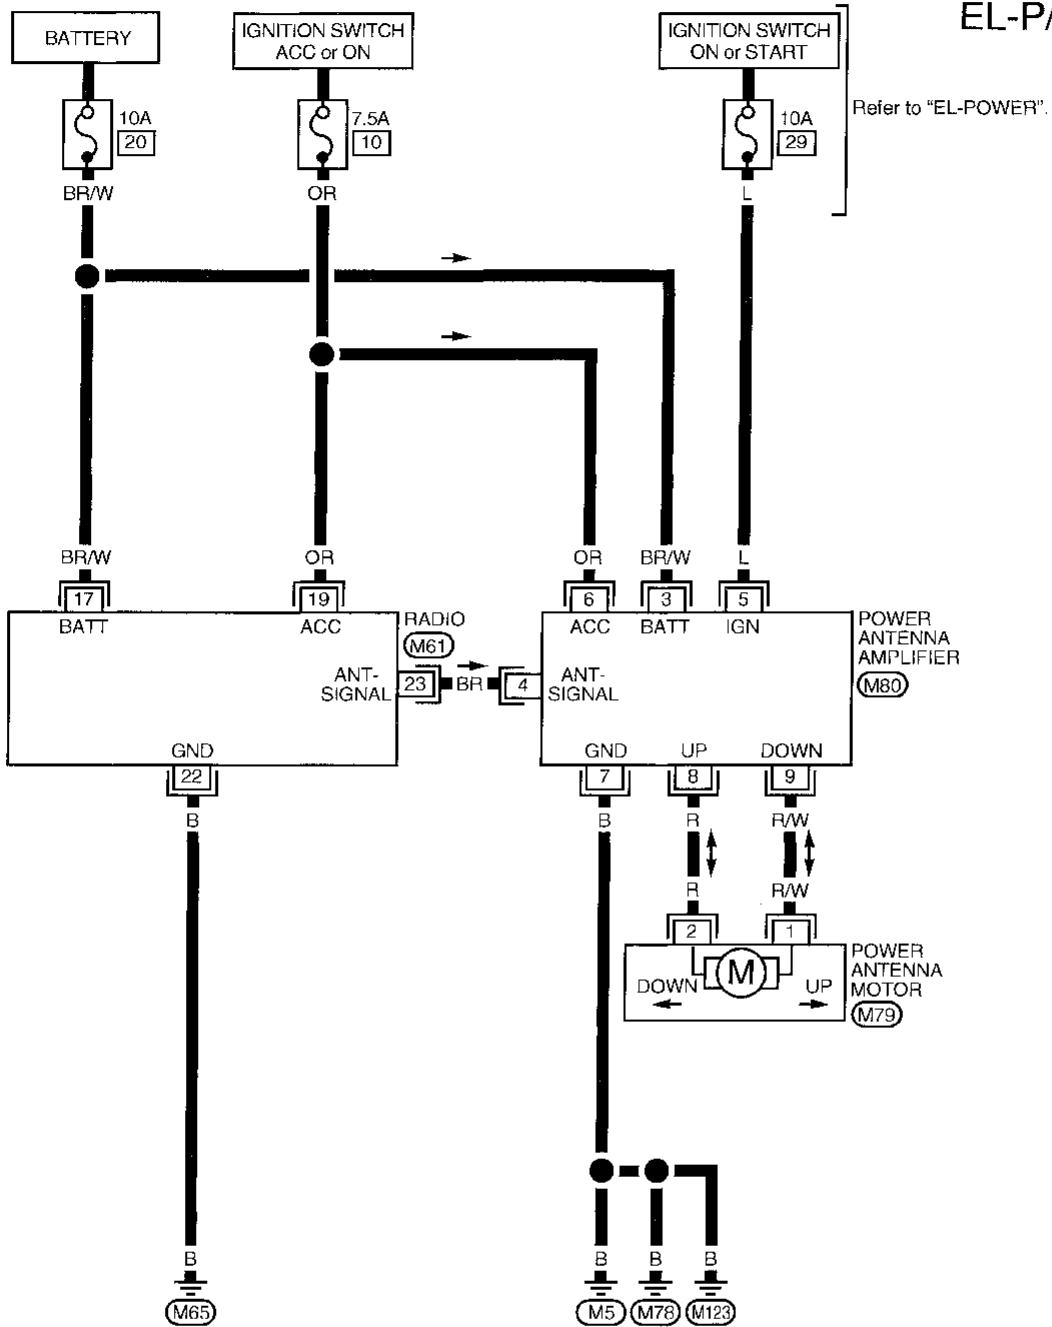 EL-P/
BATTERY
IGNITION SWITCH
ACC or ON
IGNITION SWITCH
ON or START
Refer to "EL-POWER".
10A
20
7.5A
10
10A
29
BR/W
OR
L
BR/W
OR
OR
BR/W
L
17
19
6
3
5
BATT
ACC
RADIO
M61
ACC
BATT
IGN
POWER
ANTENNA
AMPLIFIER
M80
ANT-
SIGNAL
23
BR
4
ANT-
SIGNAL
GND
22
GND
UP
DOWN
7
8
9
B
B
R
R/W
R
R/W
2
1
M
DOWN
UP
POWER
ANTENNA
MOTOR
M79
B
B
B
B
M65
M5
M78
M123